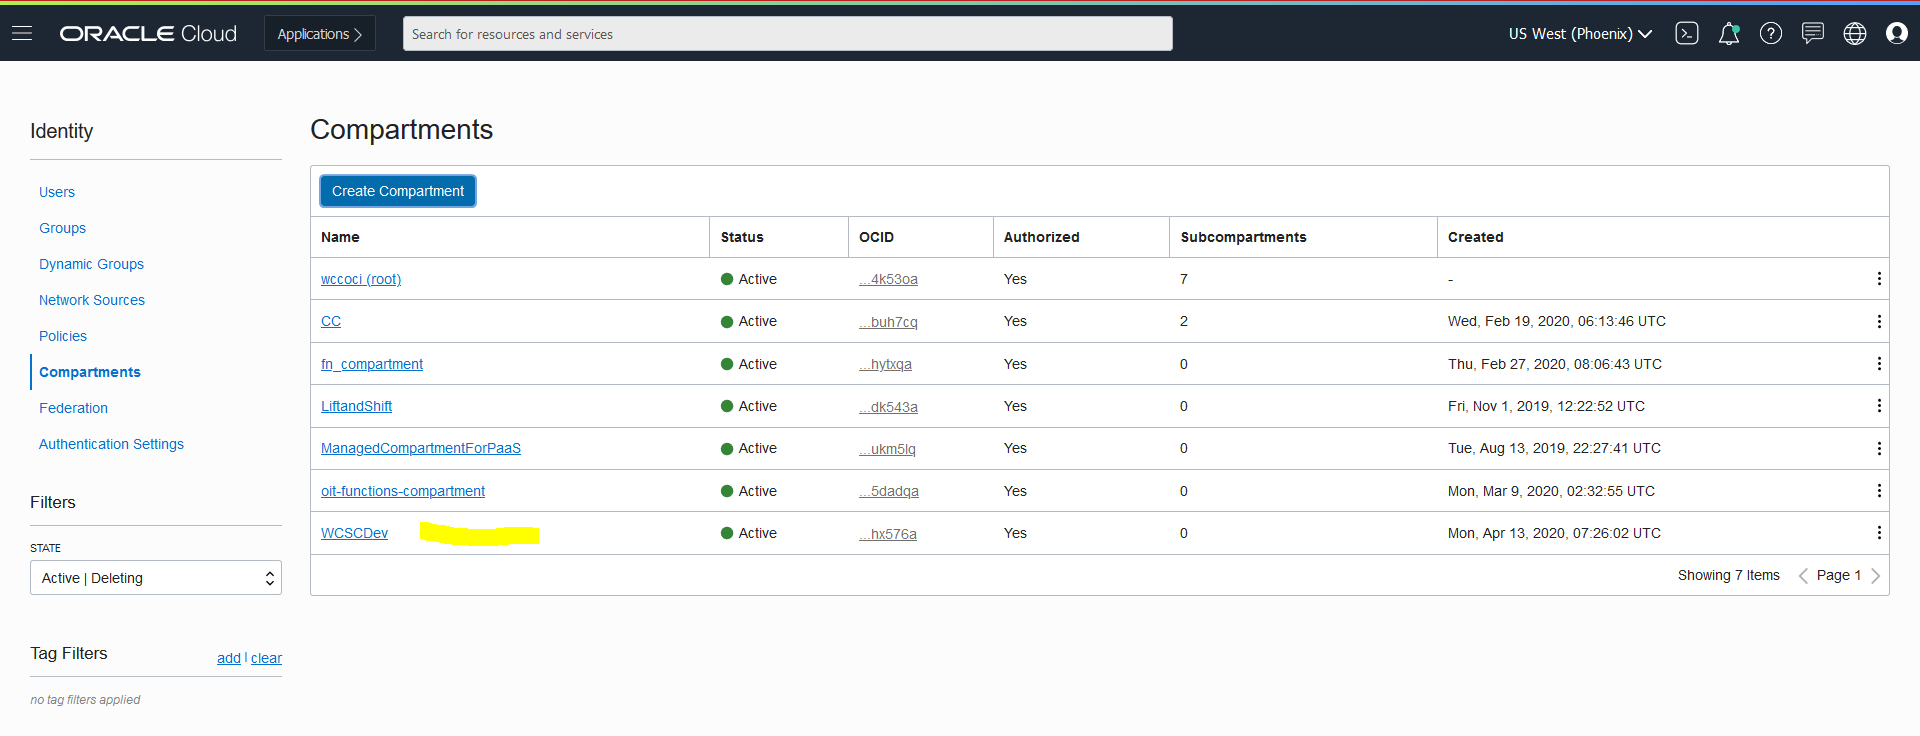 ORACLE Cloud
Applications
Search for resources and services
US West (Phoenix)
Identity
Users
Groups
Dynamic Groups
Network Sources
Policies
Compartments
Federation
Authentication Settings
Filters
STATE
Active | Deleting
Tag Filters
add | clear
no tag filters applied
Compartments
Create Compartment
Name Status OCID Authorized Subcompartments Created
wccoci (root) Active ...4k53oa Yes 7 -
CC Active ...buh7cq Yes 2 Wed, Feb 19, 2020, 06:13:46 UTC
fn_compartment Active ...hytxqa Yes 0 Thu, Feb 27, 2020, 08:06:43 UTC
LiftandShift Active ...dk543a Yes 0 Fri, Nov 1, 2019, 12:22:52 UTC
ManagedCompartmentForPaaS Active ...ukm5lq Yes 0 Tue, Aug 13, 2019, 22:27:41 UTC
oit-functions-compartment Active ...5dadqa Yes 0 Mon, Mar 9, 2020, 02:32:55 UTC
WCSCDev Active ...hx576a Yes 0 Mon, Apr 13, 2020, 07:26:02 UTC
Showing 7 Items Page 1